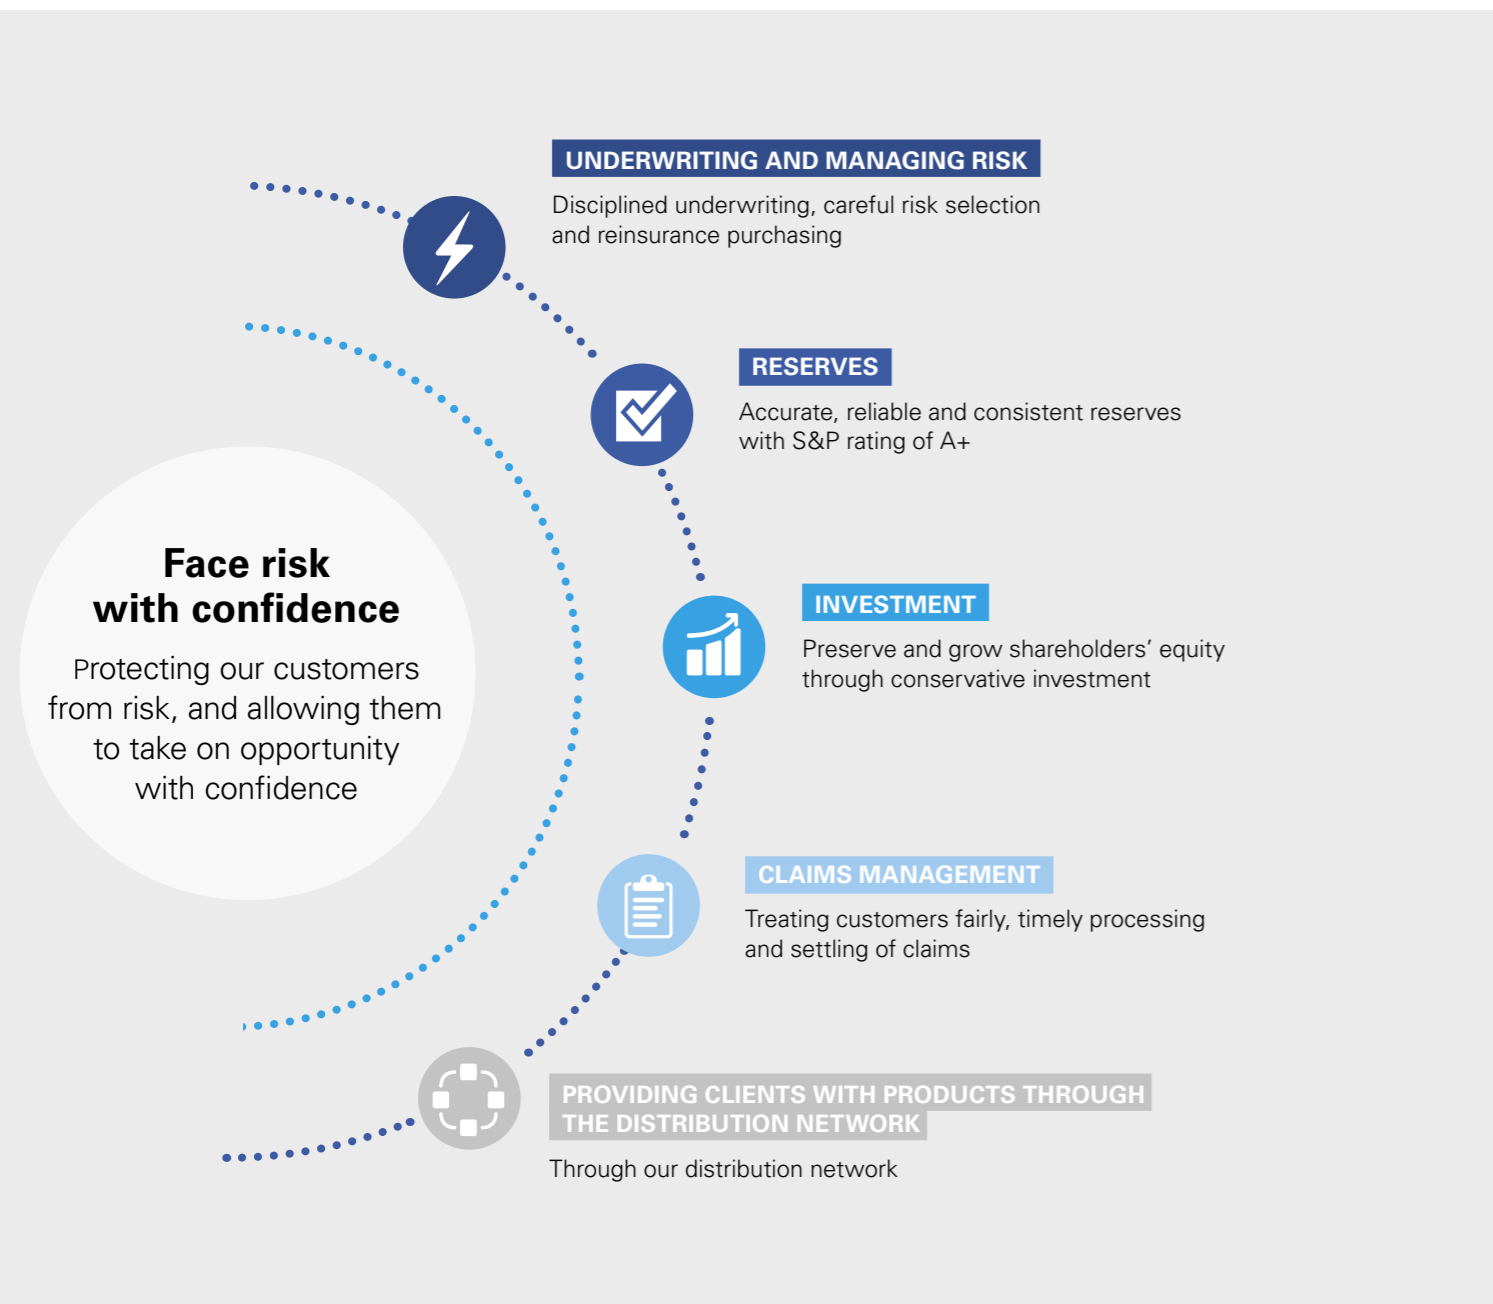 UNDERWRITING AND MANAGING RISK
Disciplined underwriting, careful risk selection
and reinsurance purchasing
RESERVES
Accurate, reliable and consistent reserves
with S&P rating of A+
Face risk
with confidence
Protecting our customers
from risk, and allowing them
to take on opportunity
with confidence
INVESTMENT
Preserve and grow shareholders’ equity
through conservative investment
CLAIMS MANAGEMENT
Treating customers fairly, timely processing
and settling of claims
PROVIDING CLIENTS WITH PRODUCTS THROUGH
THE DISTRIBUTION NETWORK
Through our distribution network